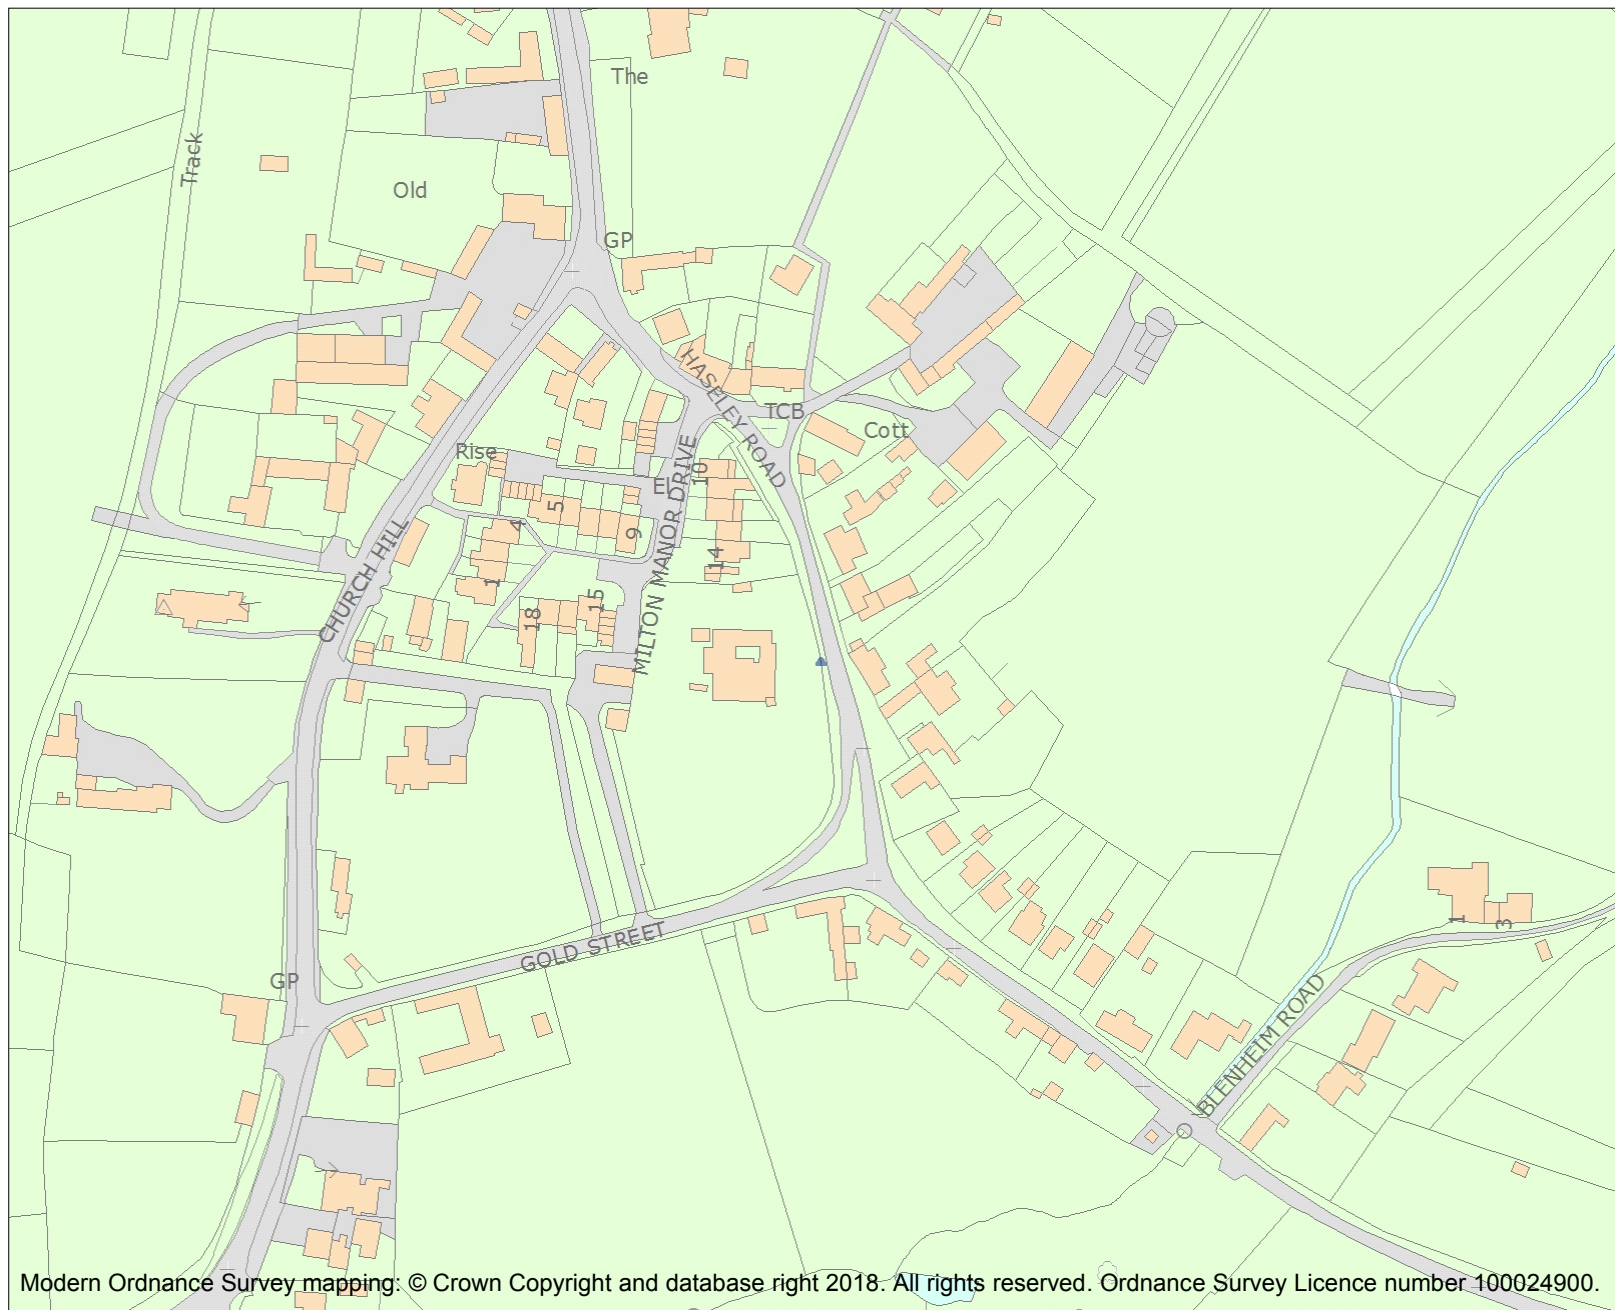 The
Track
Old
GP
HASELEY ROAD
TCB
Cott
Rise
10
El
5
4
9
14
MILTON MANOR DRIVE
1
15
18
CHURCH HILL
1
3
GOLD STREET
GP
BLENHEIM ROAD
Modern Ordnance Survey mapping: © Crown Copyright and database right 2018. All rights reserved. Ordnance Survey Licence number 100024900.